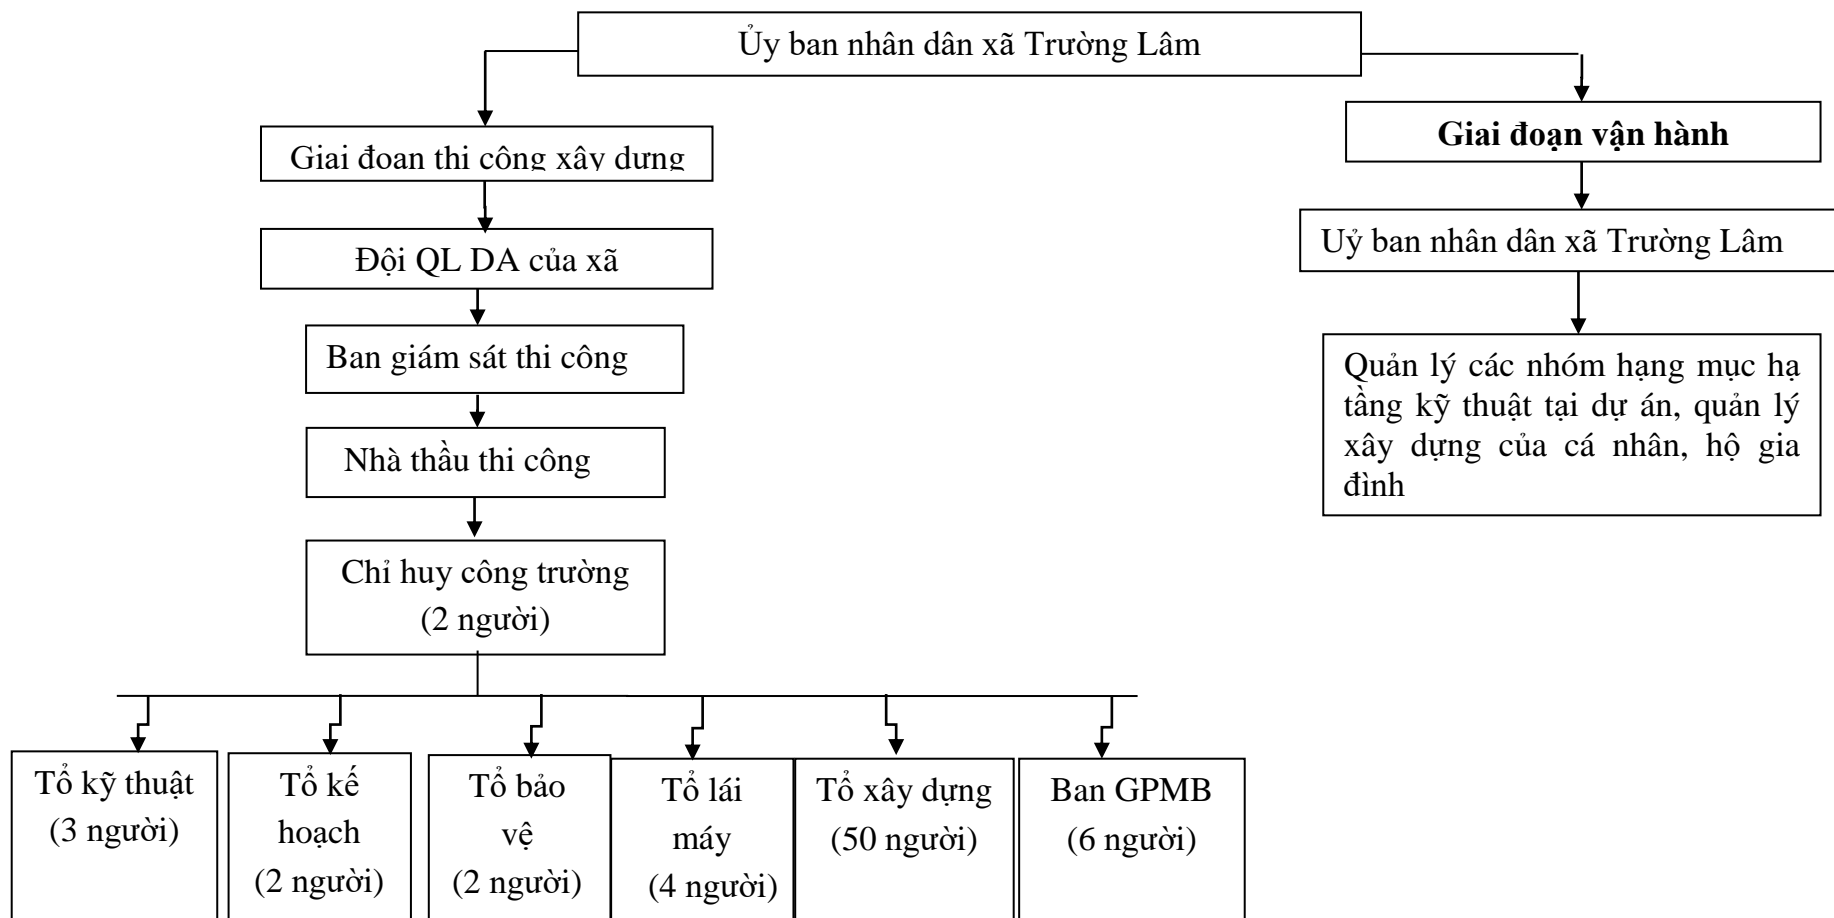 Ủy ban nhân dân xã Trường Lâm
Giai đoạn thi công xây dựng
Đội QL DA của xã
Ban giám sát thi công
Nhà thầu thi công
Chỉ huy công trường
(2 người)
Tổ kỹ thuật
(3 người)
Tổ kế
hoạch
(2 người)
Tổ bảo
vệ
(2 người)
Tổ lái
máy
(4 người)
Tổ xây dựng
(50 người)
Ban GPMB
(6 người)
Giai đoạn vận hành
Uỷ ban nhân dân xã Trường Lâm
Quản lý các nhóm hạng mục hạ
tầng kỹ thuật tại dự án, quản lý
xây dựng của cá nhân, hộ gia
đình